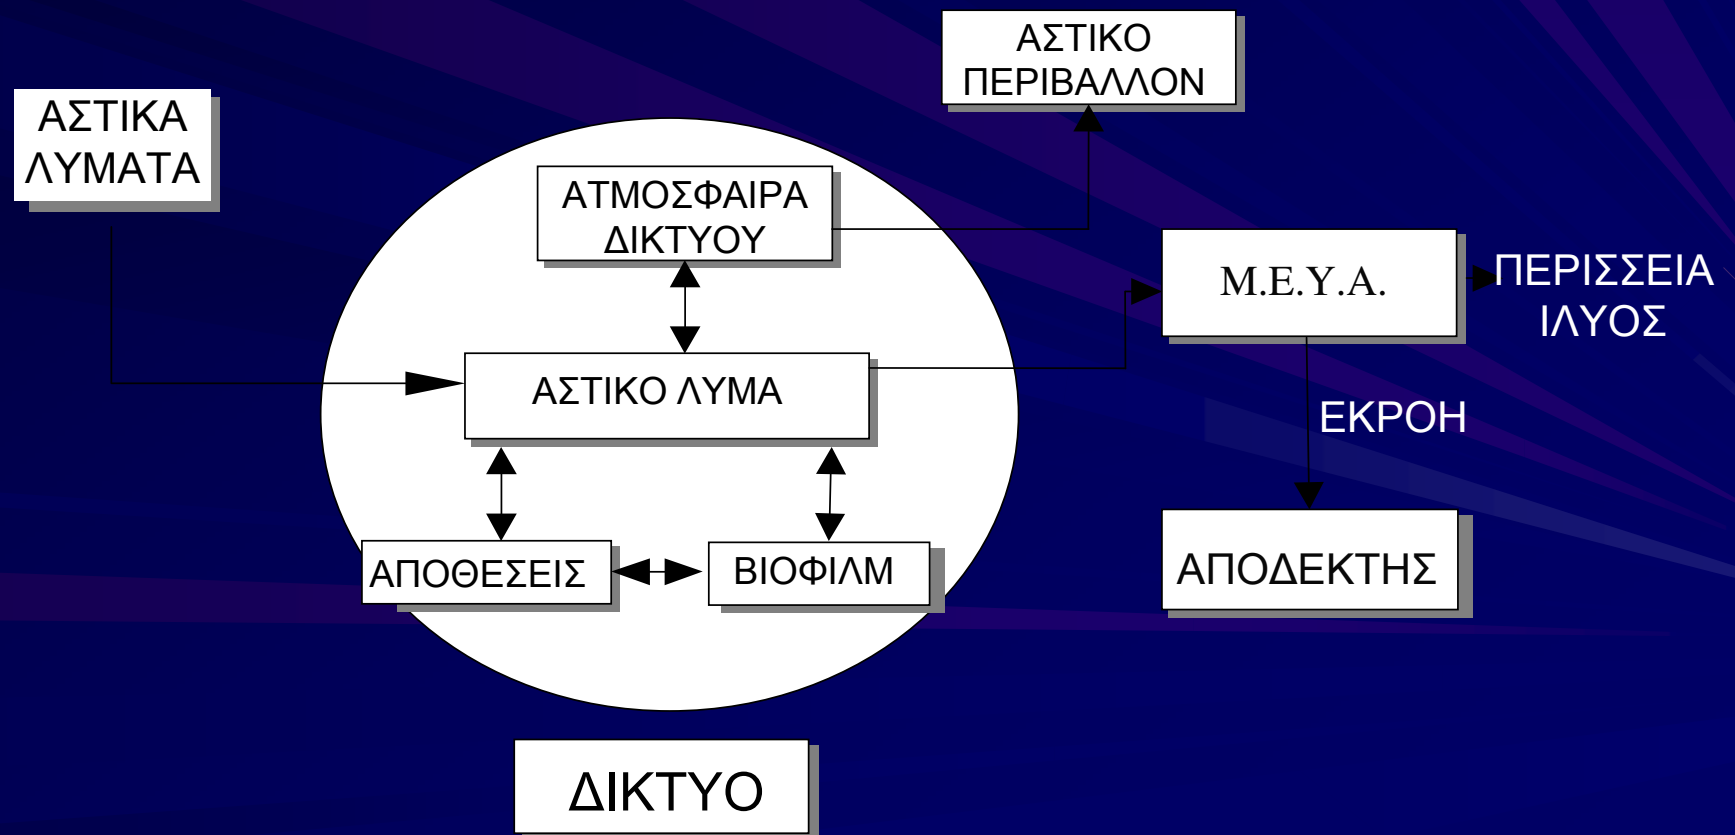 ΑΣΤΙΚΟ
ΠΕΡΙΒΑΛΛΟΝ
ΑΣΤΙΚΑ
ΛΥΜΑΤΑ
ΑΤΜΟΣΦΑΙΡΑ
ΔΙΚΤΥΟΥ
Μ.Ε.Υ.Α.
ΠΕΡΙΣΣΕΙΑ
ΙΛΥΟΣ
ΑΣΤΙΚΟ ΛΥΜΑ
ΕΚΡΟΗ
ΑΠΟΘΕΣΕΙΣ
ΒΙΟΦΙΛΜ
ΑΠΟΔΕΚΤΗΣ
ΔΙΚΤΥΟ